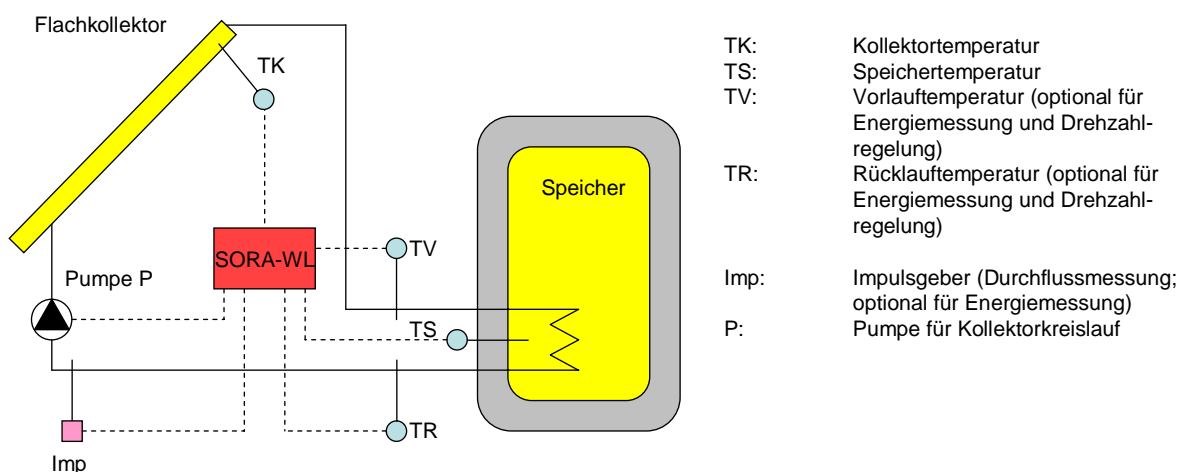 Flachkollektor
TK
Speicher
SORA-WL
TV
Pumpe P
TS
TR
Imp
TK: Kollektortemperatur
TS: Speichertemperatur
TV: Vorlauftemperatur (optional für
Energiemessung und Drehzahl-
regelung)
TR: Rücklauftemperatur (optional für
Energiemessung und Drehzahl-
regelung)
Imp: Impulsgeber (Durchflussmessung;
optional für Energiemessung)
P: Pumpe für Kollektorkreislauf